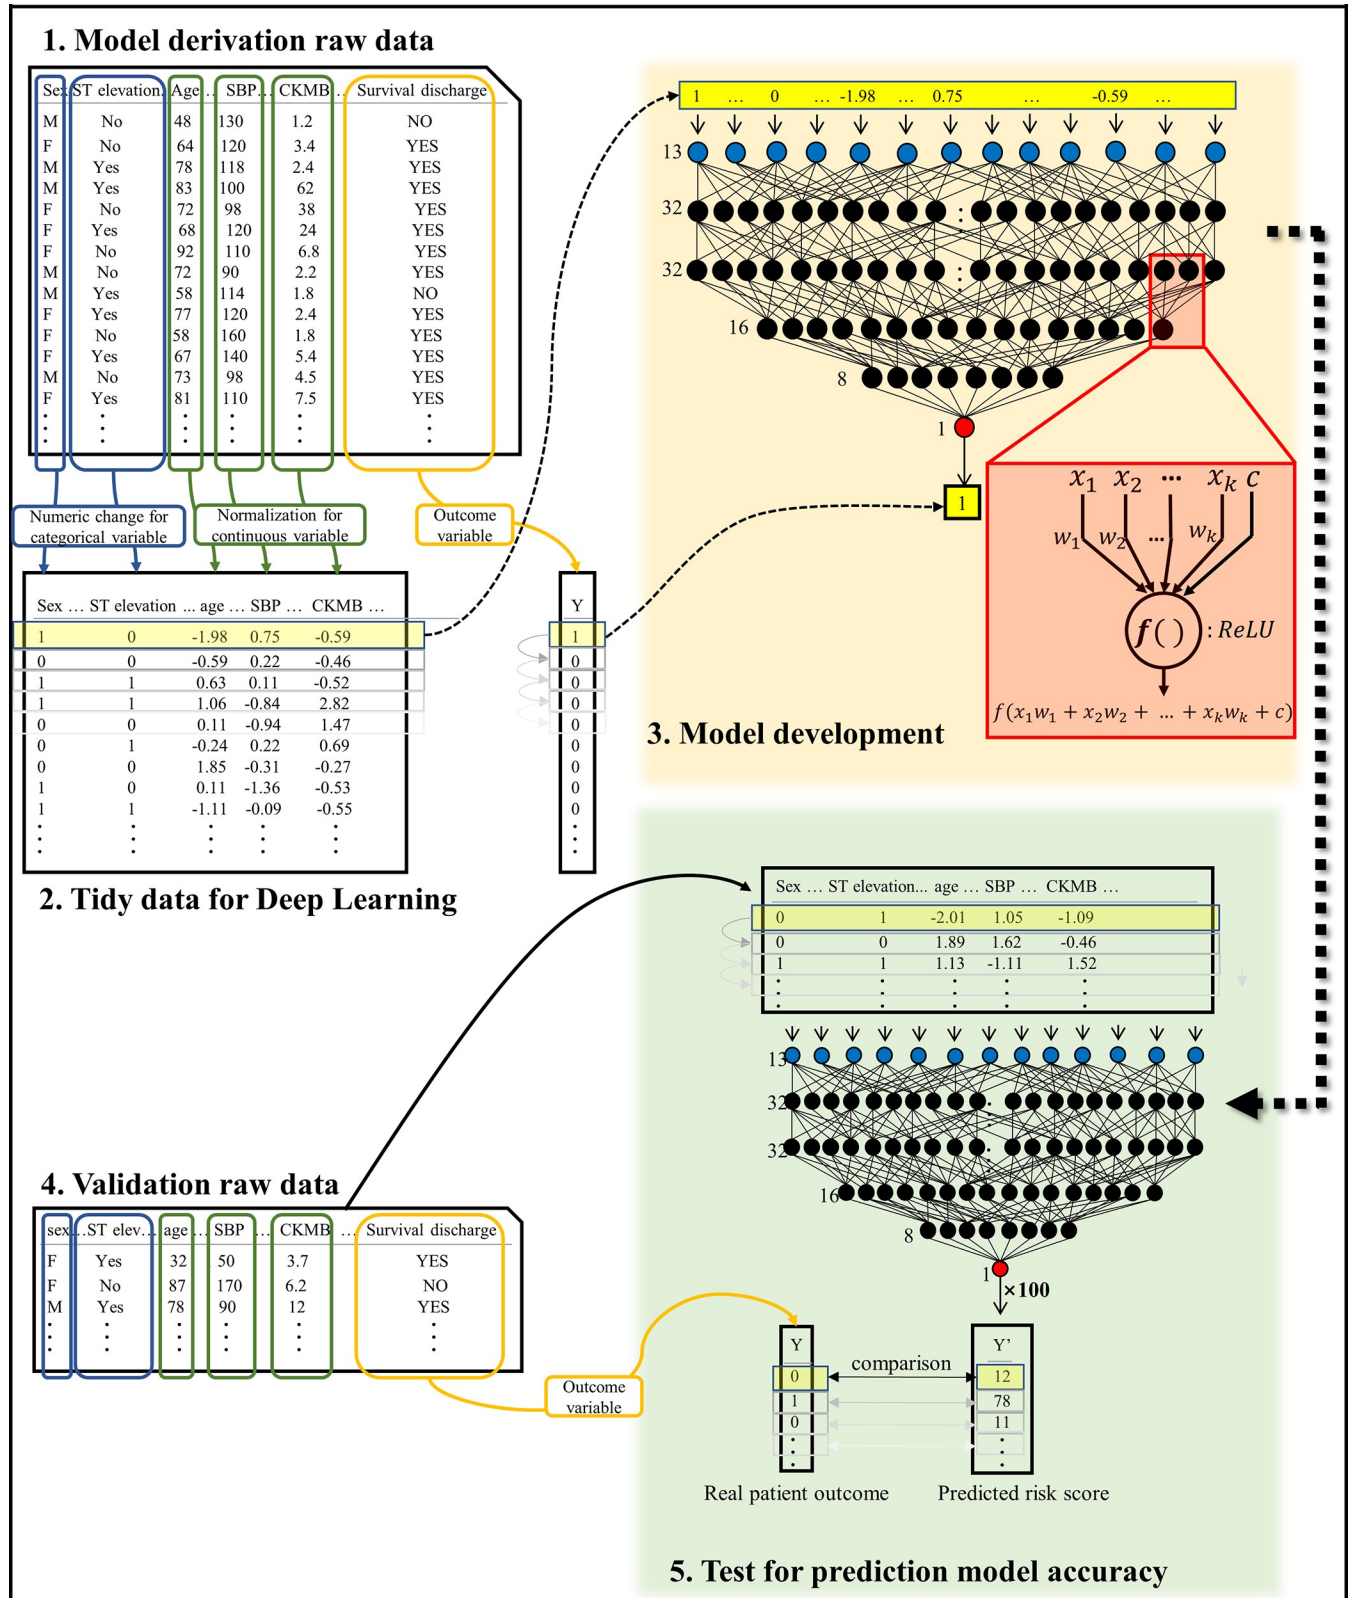 1. Model derivation raw data
Sex ST elevation... Age ... SBP ... CKMB ... Survival discharge
M No 48 130 1.2 NO
F No 64 120 3.4 YES
M Yes 78 118 2.4 YES
M Yes 83 100 62 YES
F No 72 98 38 YES
F Yes 68 120 24 YES
F No 92 110 6.8 YES
M No 72 90 2.2 YES
M Yes 58 114 1.8 NO
F Yes 77 120 2.4 YES
F No 58 160 1.8 YES
F Yes 67 140 5.4 YES
M No 73 98 4.5 YES
F Yes 81 110 7.5 YES
Numeric change for
categorical variable
Normalization for
continuous variable
Outcome
variable
Sex ... ST elevation ... age ... SBP ... CKMB ...
1 0 -1.98 0.75 -0.59
0 0 -0.59 0.22 -0.46
1 1 0.63 0.11 -0.52
1 1 1.06 -0.84 2.82
0 0 0.11 -0.94 1.47
0 1 -0.24 0.22 0.69
0 0 1.85 -0.31 -0.27
1 0 0.11 -1.36 -0.53
1 1 -1.11 -0.09 -0.55
Y
1
0
0
0
0
0
0
0
0
2. Tidy data for Deep Learning
1 ... 0 ... -1.98 ... 0.75 ... -0.59 ...
13
32
32
16
8
1
1
x1 x2 ... xk c
w1 w2 ... wk
f( ) : ReLU
f(x1w1 + x2w2 + ... + xkwk + c)
3. Model development
4. Validation raw data
sex ... ST elev... age ... SBP ... CKMB ... Survival discharge
F Yes 32 50 3.7 YES
F No 87 170 6.2 NO
M Yes 78 90 12 YES
Outcome
variable
Sex ... ST elevation... age ... SBP ... CKMB ...
0 1 -2.01 1.05 -1.09
0 0 1.89 1.62 -0.46
1 1 1.13 -1.11 1.52
13
32
32
16
8
1
×100
Y Y’
comparison
0 12
1 78
0 11
Real patient outcome Predicted risk score
5. Test for prediction model accuracy